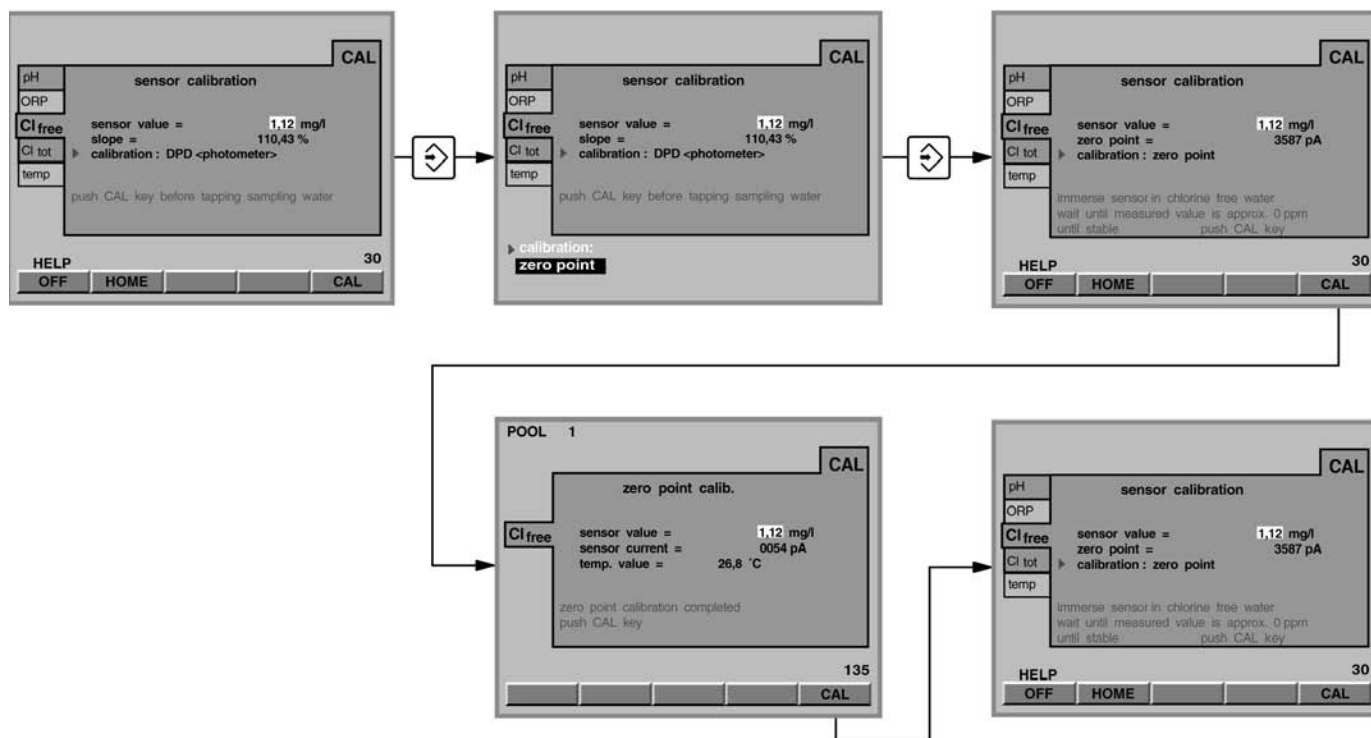 CAL
pH
ORP
Cl free
Cl tot
temp
sensor calibration
sensor value = 1,12 mg/l
slope = 110,43 %
calibration : DPD <photometer>
push CAL key before tapping sampling water
HELP 30
OFF HOME CAL
CAL
pH
ORP
Cl free
Cl tot
temp
sensor calibration
sensor value = 1,12 mg/l
slope = 110,43 %
calibration : DPD <photometer>
push CAL key before tapping sampling water
calibration:
zero point
CAL
pH
ORP
Cl free
Cl tot
temp
sensor calibration
sensor value = 1,12 mg/l
zero point = 3587 pA
calibration : zero point
immerse sensor in chlorine free water
wait until measured value is approx. 0 ppm
until stable push CAL key
HELP 30
OFF HOME CAL
POOL 1
CAL
zero point calib.
Cl free
sensor value = 1,12 mg/l
sensor current = 0054 pA
temp. value = 26,8 °C
zero point calibration completed
push CAL key
135
CAL
CAL
pH
ORP
Cl free
Cl tot
temp
sensor calibration
sensor value = 1,12 mg/l
zero point = 3587 pA
calibration : zero point
immerse sensor in chlorine free water
wait until measured value is approx. 0 ppm
until stable push CAL key
HELP 30
OFF HOME CAL